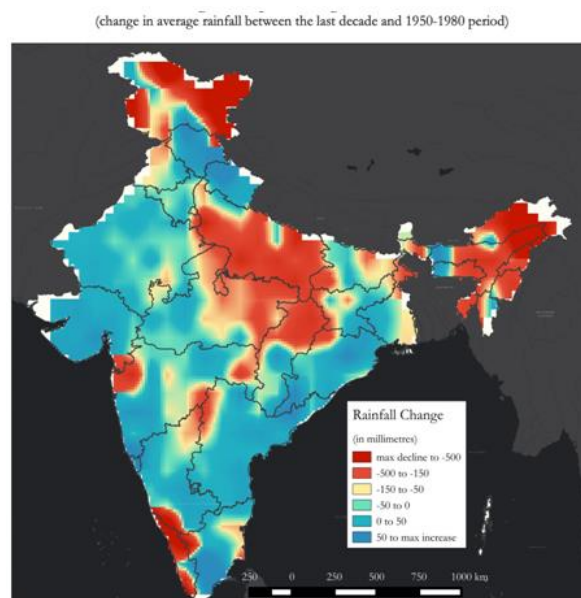 (change in average rainfall between the last decade and 1950-1980 period)
Rainfall Change
(in millimetres)
max decline to -500
-500 to -150
-150 to -50
-50 to 0
0 to 50
50 to max increase
250 0 250 500 750 1000 km